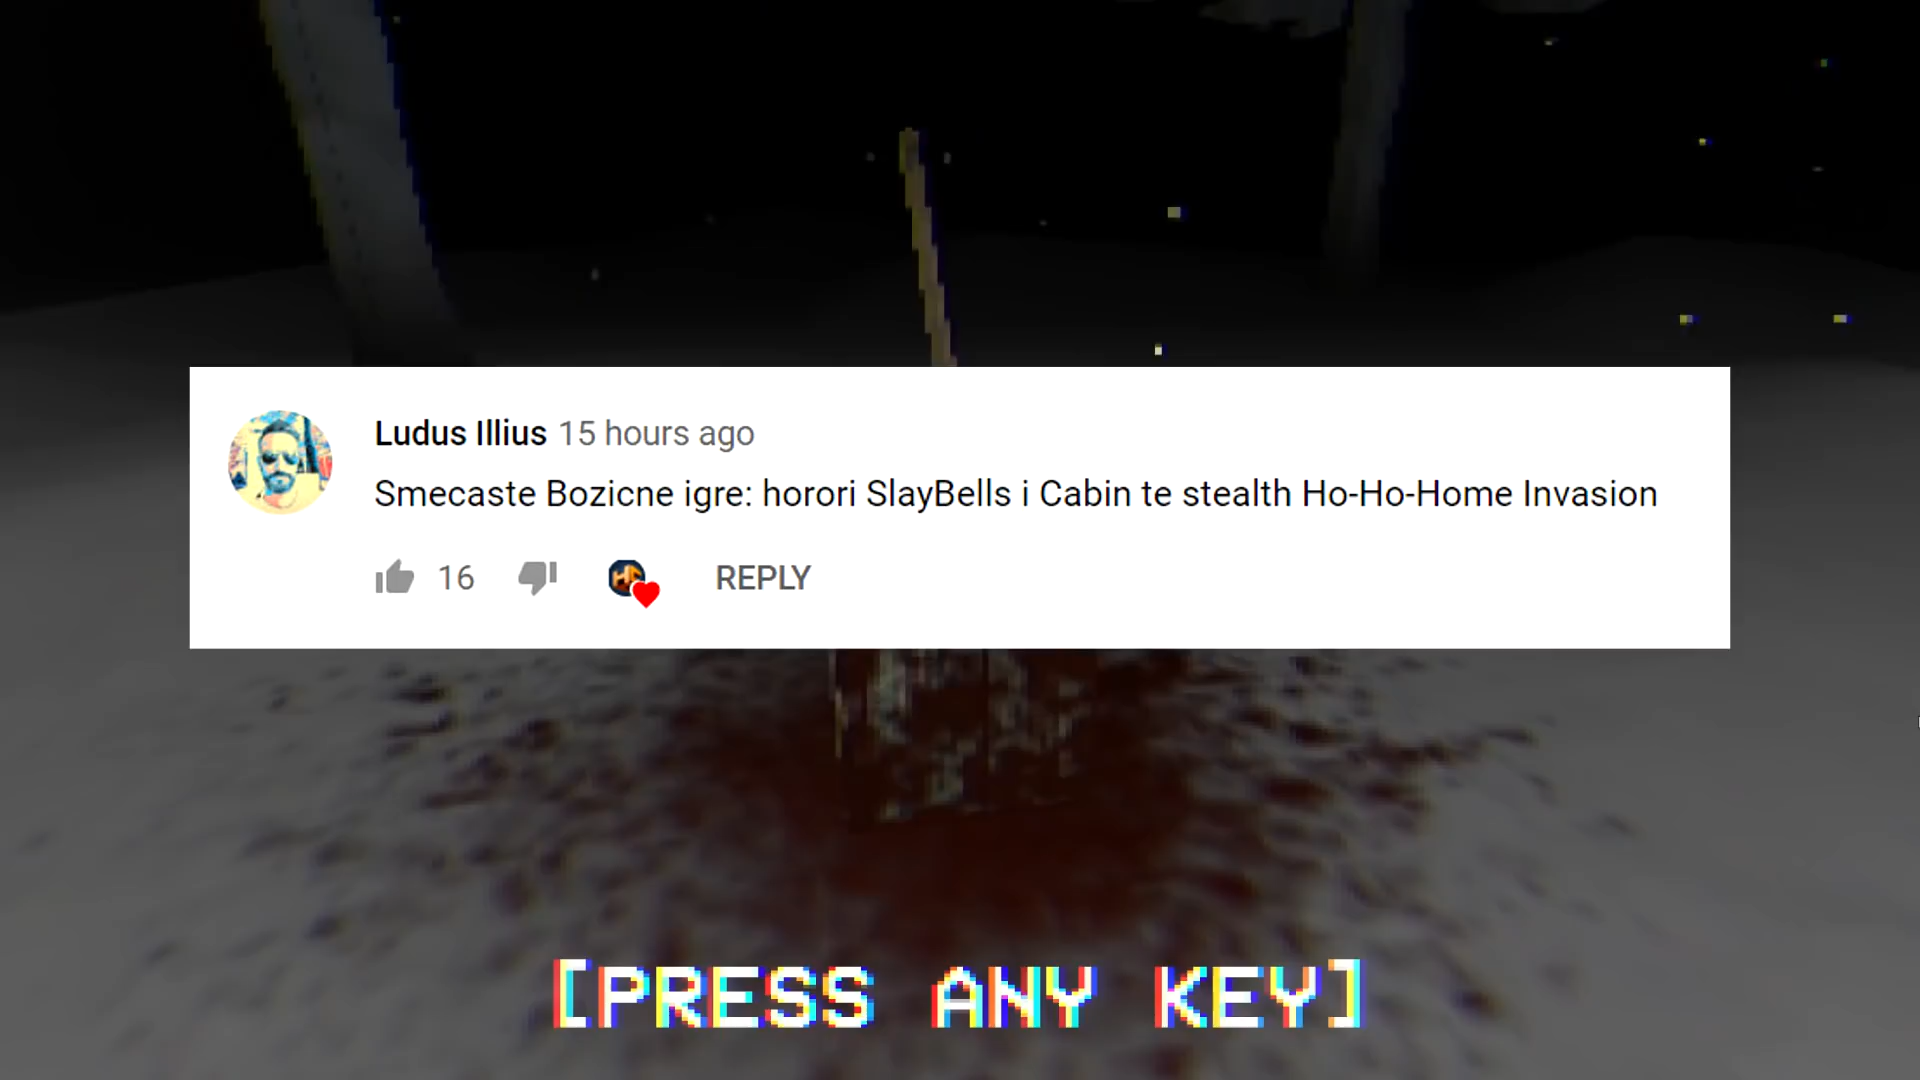 Ludus Illius 15 hours ago
Smecaste Bozicne igre: horori SlayBells i Cabin te stealth Ho-Ho-Home Invasion
16
REPLY
[PRESS ANY KEY]